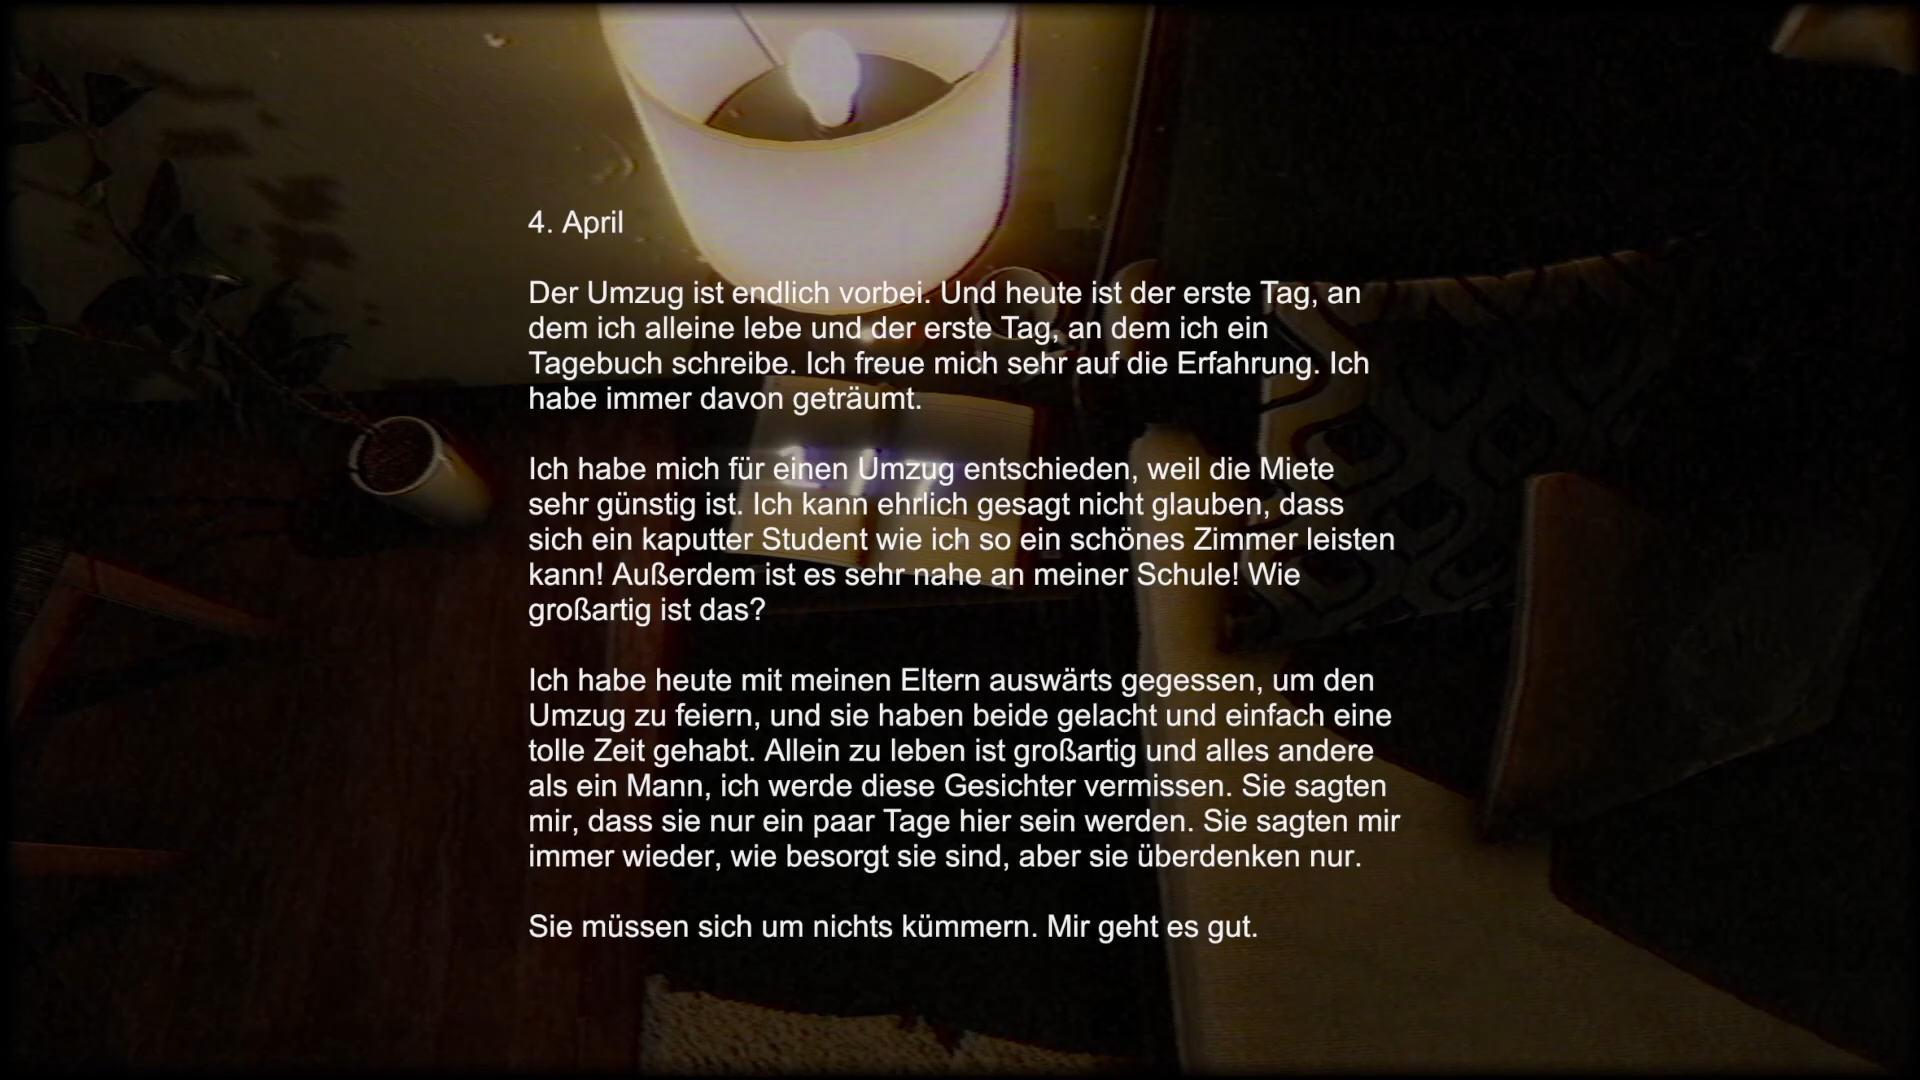 4. April
Der Umzug ist endlich vorbei. Und heute ist der erste Tag, an
dem ich alleine lebe und der erste Tag, an dem ich ein
Tagebuch schreibe. Ich freue mich sehr auf die Erfahrung. Ich
habe immer davon geträumt.
Ich habe mich für einen Umzug entschieden, weil die Miete
sehr günstig ist. Ich kann ehrlich gesagt nicht glauben, dass
sich ein kaputter Student wie ich so ein schönes Zimmer leisten
kann! Außerdem ist es sehr nahe an meiner Schule! Wie
großartig ist das?
Ich habe heute mit meinen Eltern auswärts gegessen, um den
Umzug zu feiern, und sie haben beide gelacht und einfach eine
tolle Zeit gehabt. Allein zu leben ist großartig und alles andere
als ein Mann, ich werde diese Gesichter vermissen. Sie sagten
mir, dass sie nur ein paar Tage hier sein werden. Sie sagten mir
immer wieder, wie besorgt sie sind, aber sie überdenken nur.
Sie müssen sich um nichts kümmern. Mir geht es gut.